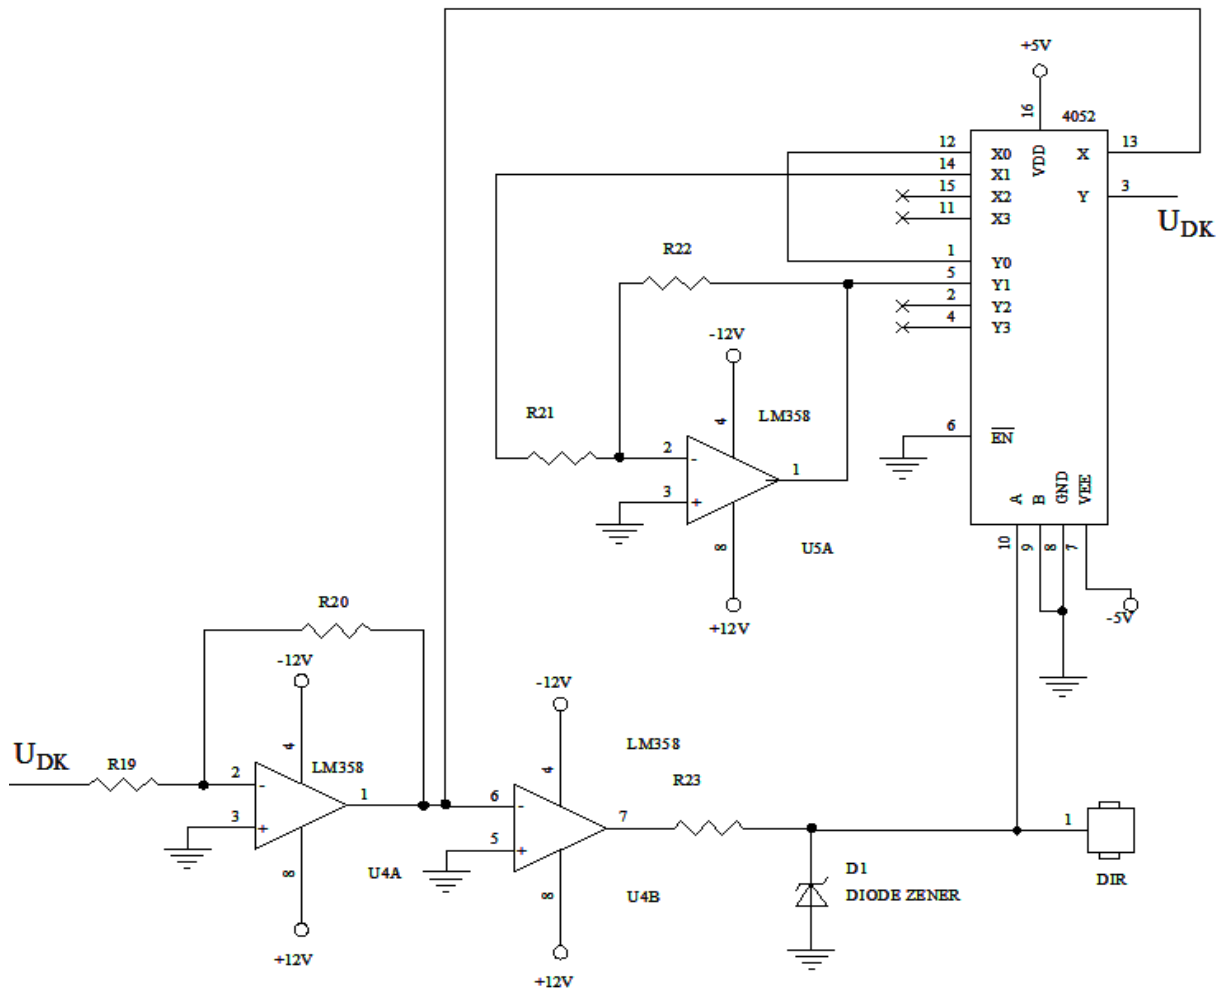 +5V
16
4052
12
X0
VDD
X
13
14
X1
15
X2
Y
3
11
X3
UDK
1
Y0
R22
5
Y1
2
Y2
4
Y3
-12V
R21
4
LM358
6
EN
2
-
1
3
+
A
B
GND
VEE
8
U5A
10
9
8
7
+12V
-5V
R20
-12V
-12V
UDK
R19
4
LM358
4
LM358
R23
2
-
1
6
-
7
1
3
+
5
+
8
U4A
8
U4B
D1
DIODE ZENER
DIR
+12V
+12V